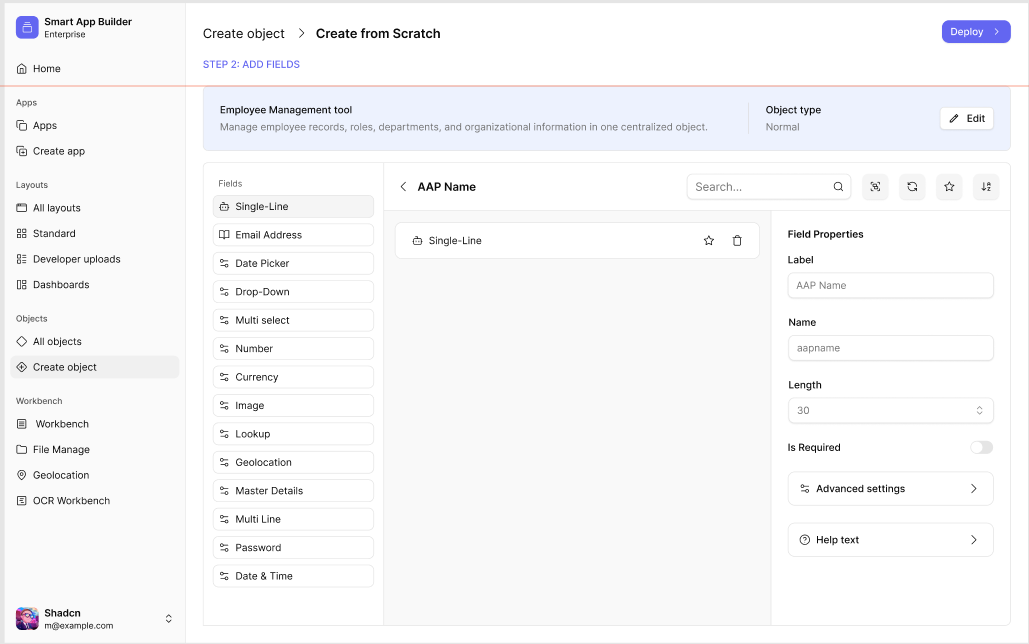 Smart App Builder
Enterprise
Home
Apps
Apps
Create app
Layouts
All layouts
Standard
Developer uploads
Dashboards
Objects
All objects
Create object
Workbench
Workbench
File Manage
Geolocation
OCR Workbench
Shadcn
m@example.com
Create object > Create from Scratch
Deploy
STEP 2: ADD FIELDS
Employee Management tool
Manage employee records, roles, departments, and organizational information in one centralized object.
Object type
Normal
Edit
Fields
Single-Line
Email Address
Date Picker
Drop-Down
Multi select
Number
Currency
Image
Lookup
Geolocation
Master Details
Multi Line
Password
Date & Time
AAP Name
Search...
Single-Line
Field Properties
Label
AAP Name
Name
aapname
Length
30
Is Required
Advanced settings
Help text